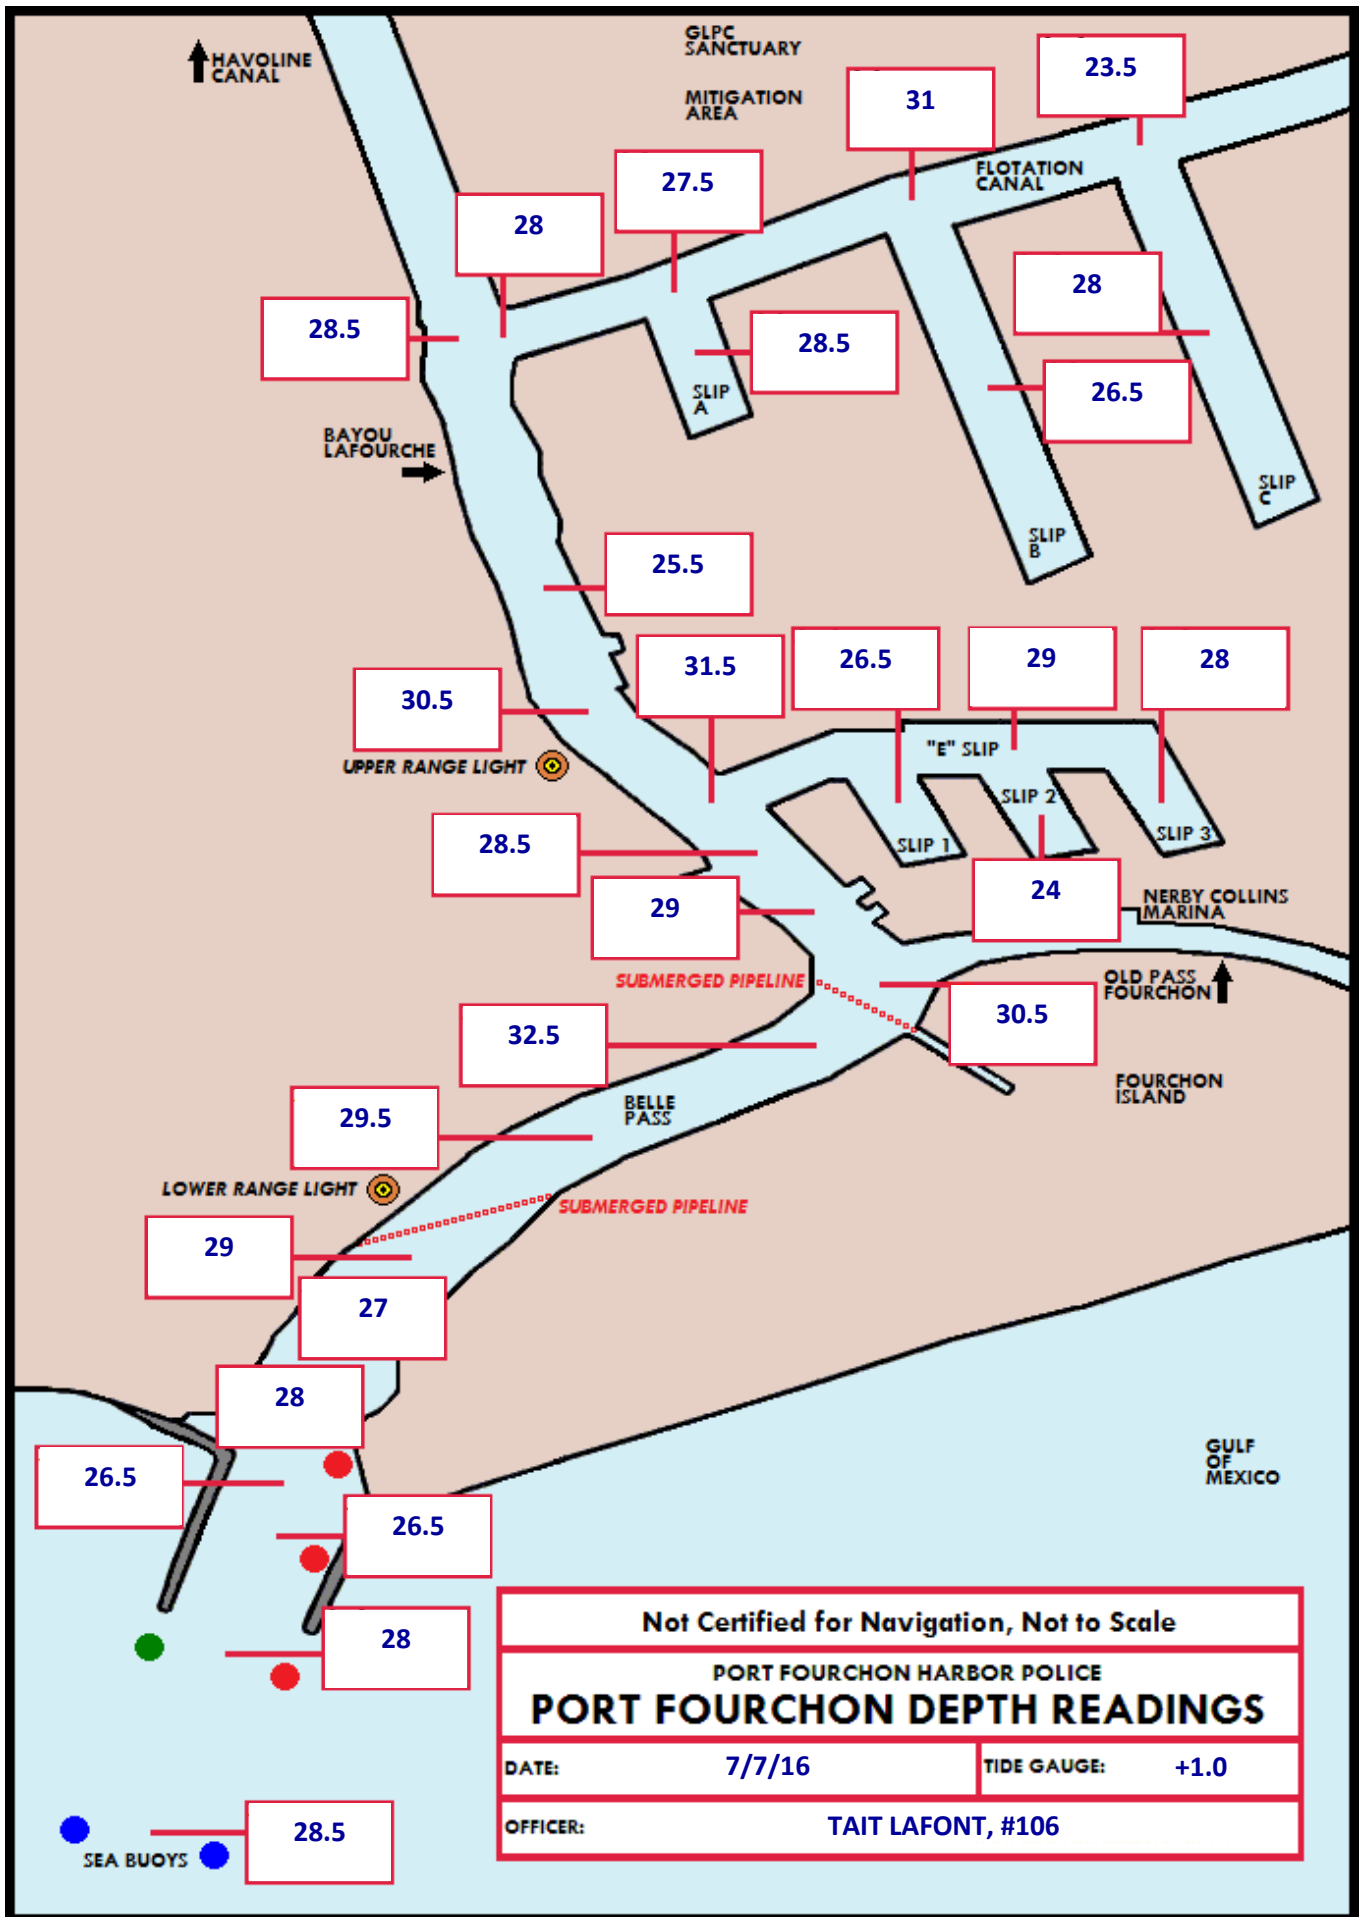 GLPC
SANCTUARY
HAVOLINE
CANAL
23.5
MITIGATION
AREA
31
FLOTATION
CANAL
27.5
28
28
28.5
28.5
SLIP
A
26.5
BAYOU
LAFOURCHE
SLIP
C
SLIP
B
25.5
31.5
26.5
29
28
30.5
"E" SLIP
UPPER RANGE LIGHT
SLIP 2
SLIP 1
SLIP 3
28.5
24
29
NERBY COLLINS
MARINA
SUBMERGED PIPELINE
OLD PASS
FOURCHON
30.5
32.5
FOURCHON
ISLAND
BELLE
PASS
29.5
LOWER RANGE LIGHT
SUBMERGED PIPELINE
29
27
28
GULF
OF
MEXICO
26.5
26.5
28
Not Certified for Navigation, Not to Scale
PORT FOURCHON HARBOR POLICE
PORT FOURCHON DEPTH READINGS
DATE: 7/7/16 TIDE GAUGE: +1.0
OFFICER: TAIT LAFONT, #106
28.5
SEA BUOYS